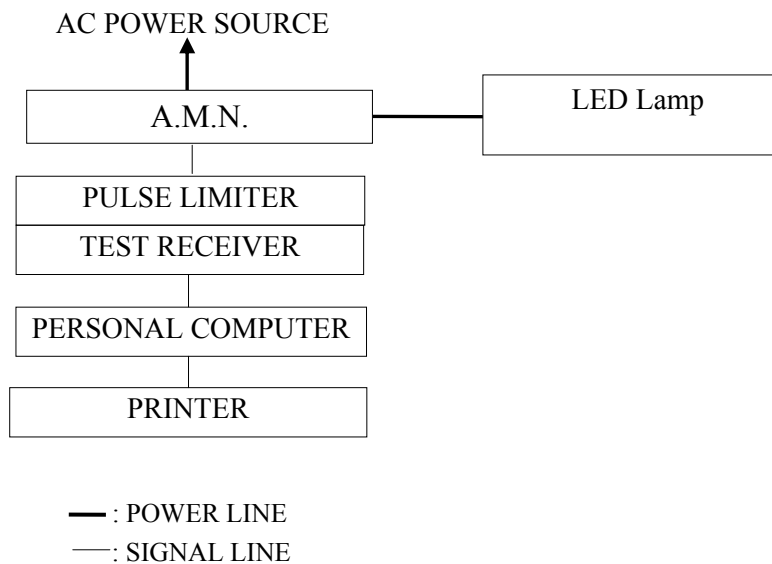 AC POWER SOURCE
A.M.N.
LED Lamp
PULSE LIMITER
TEST RECEIVER
PERSONAL COMPUTER
PRINTER
: POWER LINE
: SIGNAL LINE